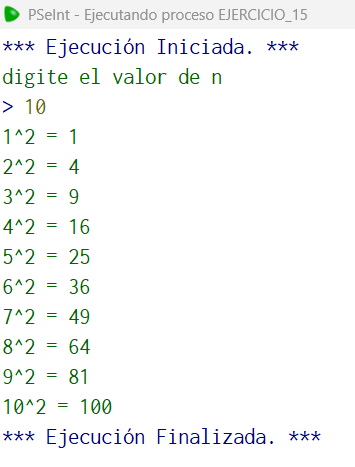 PSeInt - Ejecutando proceso EJERCICIO_15
*** Ejecución Iniciada. ***
digite el valor de n
> 10
1^2 = 1
2^2 = 4
3^2 = 9
4^2 = 16
5^2 = 25
6^2 = 36
7^2 = 49
8^2 = 64
9^2 = 81
10^2 = 100
*** Ejecución Finalizada. ***